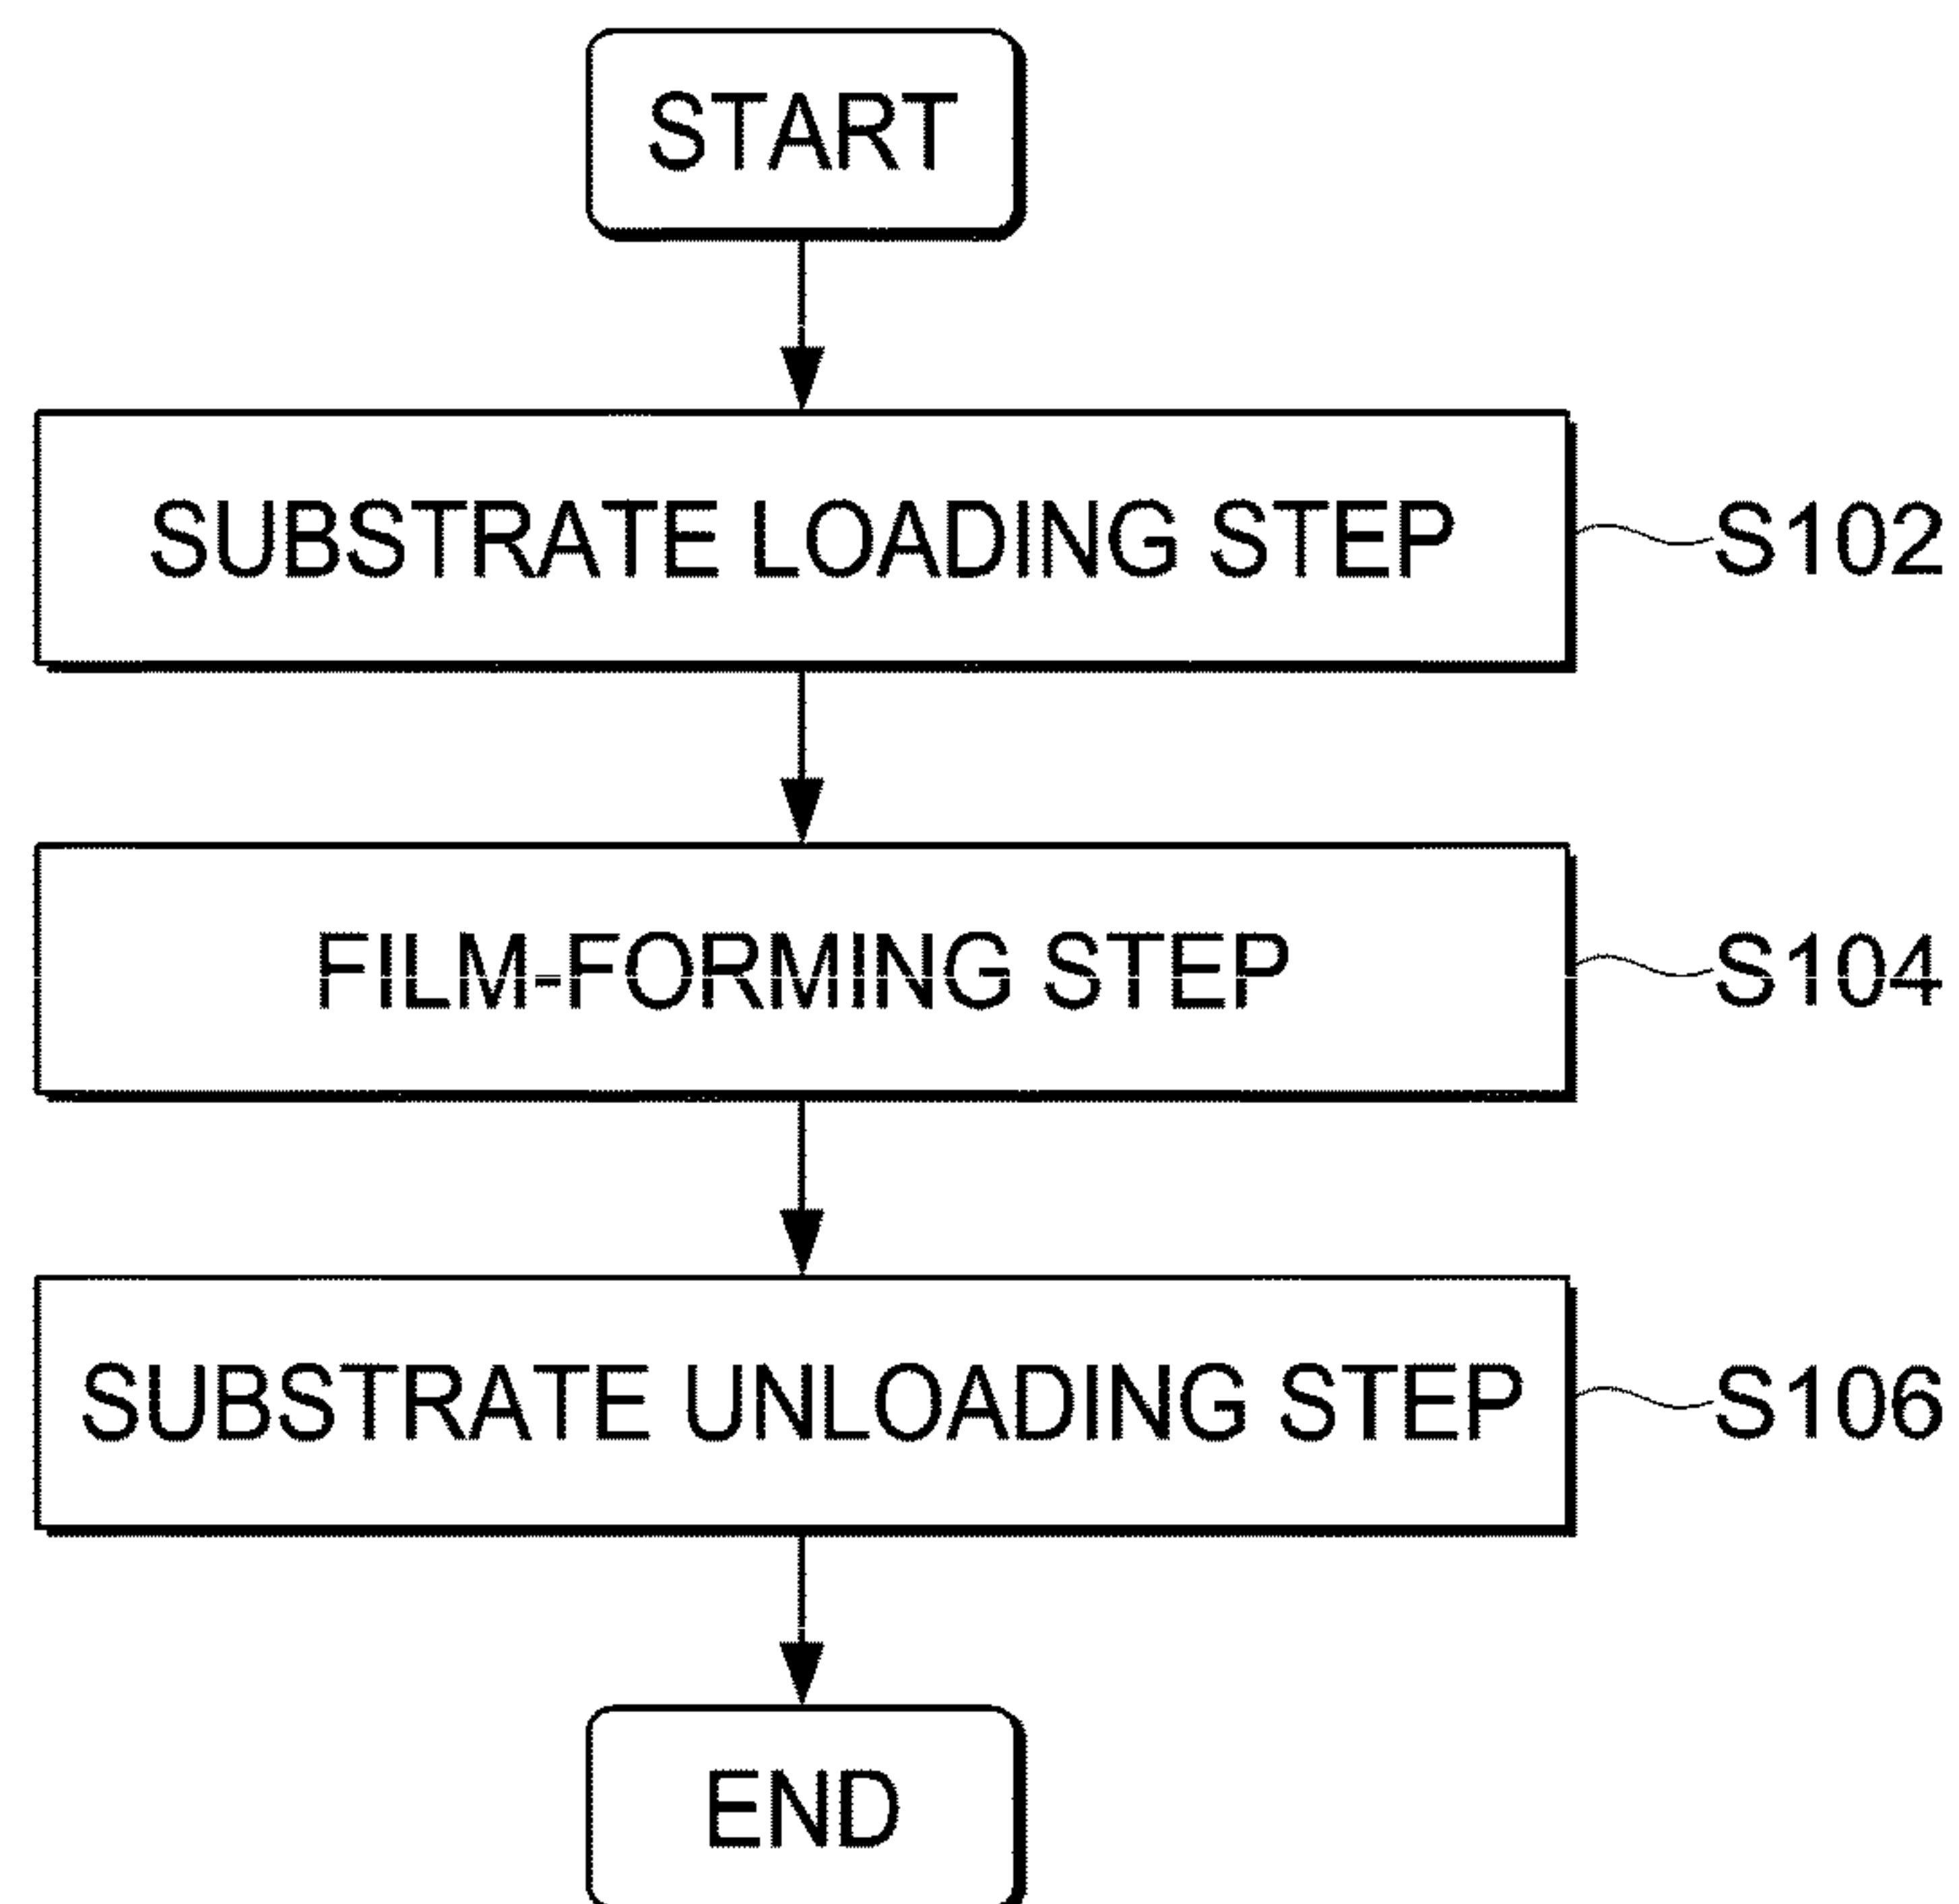 START
SUBSTRATE LOADING STEP S102
FILM-FORMING STEP S104
SUBSTRATE UNLOADING STEP S106
END